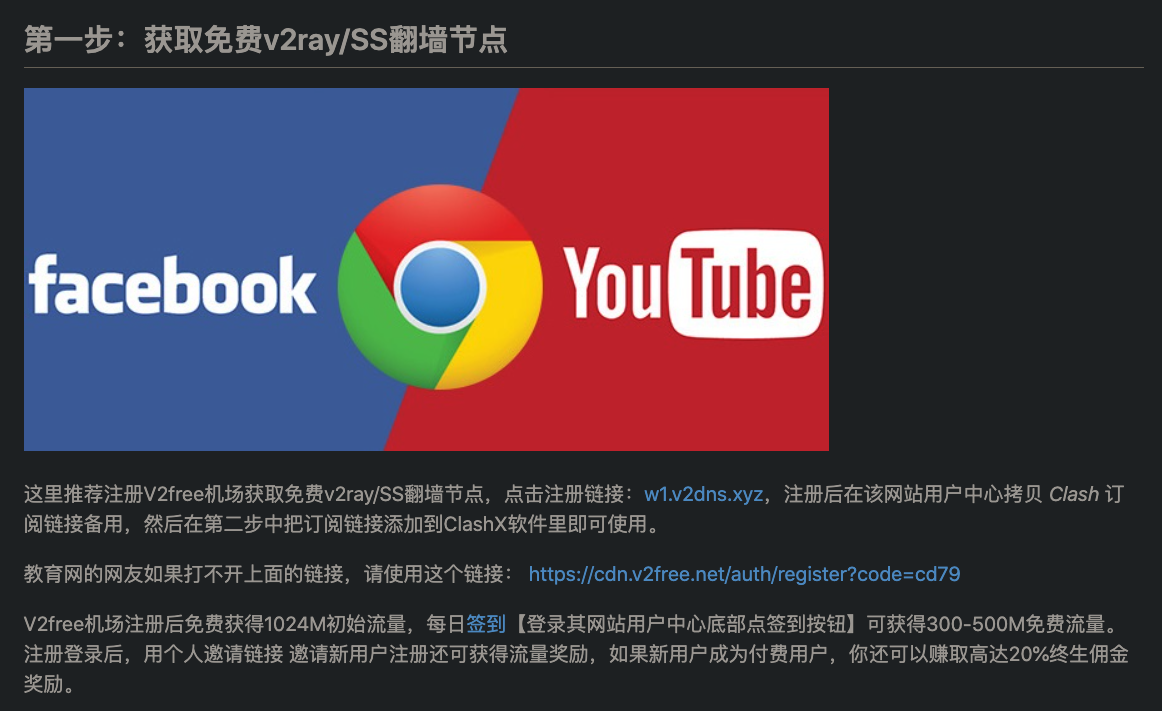 第一步：获取免费v2ray/SS翻墙节点
facebook
YouTube
这里推荐注册V2free机场获取免费v2ray/SS翻墙节点，点击注册链接：w1.v2dns.xyz，注册后在该网站用户中心拷贝 Clash 订
阅链接备用，然后在第二步中把订阅链接添加到ClashX软件里即可使用。
教育网的网友如果打不开上面的链接，请使用这个链接： https://cdn.v2free.net/auth/register?code=cd79
V2free机场注册后免费获得1024M初始流量，每日签到【登录其网站用户中心底部点签到按钮】可获得300-500M免费流量。
注册登录后，用个人邀请链接 邀请新用户注册还可获得流量奖励，如果新用户成为付费用户，你还可以赚取高达20%终生佣金
奖励。